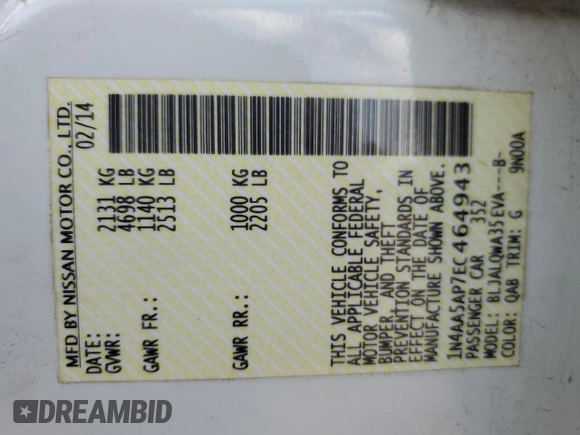 MFD BY NISSAN MOTOR CO., LTD.
DATE: 02/14
GVWR: 2131 KG
4698 LB
GAWR FR.: 1140 KG
2513 LB
GAWR RR.: 1000 KG
2205 LB
THIS VEHICLE CONFORMS TO
ALL APPLICABLE FEDERAL
MOTOR VEHICLE SAFETY,
BUMPER, AND THEFT
PREVENTION STANDARDS IN
EFFECT ON THE DATE OF
MANUFACTURE SHOWN ABOVE.
1N4AA5AP7EC464943
PASSENGER CAR 352
MODEL: BLJALQWA35EVA---B-
COLOR: QAB TRIM: G 9N00A
DREAMBID